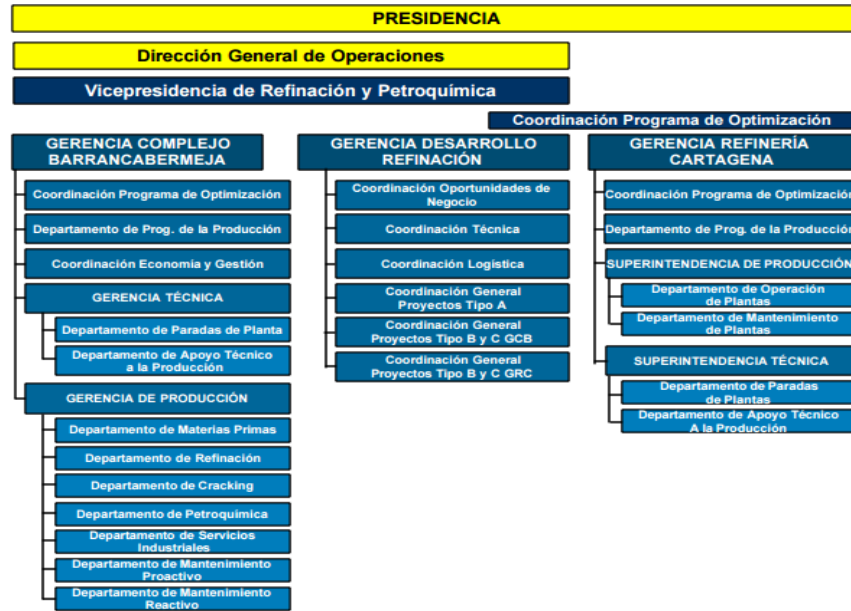 PRESIDENCIA
Dirección General de Operaciones
Vicepresidencia de Refinación y Petroquímica
Coordinación Programa de Optimización
GERENCIA COMPLEJO
BARRANCABERMEJA
Coordinación Programa de Optimización
Departamento de Prog. de la Producción
Coordinación Economia y Gestión
GERENCIA TÉCNICA
Departamento de Paradas de Planta
Departamento de Apoyo Técnico
a la Producción
GERENCIA DE PRODUCCIÓN
Departamento de Materias Primas
Departamento de Refinación
Departamento de Cracking
Departamento de Petroquímica
Departamento de Servicios
Industriales
Departamento de Mantenimiento
Proactivo
Departamento de Mantenimiento
Reactivo
GERENCIA DESARROLLO
REFINACIÓN
Coordinación Oportunidades de
Negocio
Coordinación Técnica
Coordinación Logística
Coordinación General
Proyectos Tipo A
Coordinación General
Proyectos Tipo B y C GCB
Coordinación General
Proyectos Tipo B y C GRC
GERENCIA REFINERÍA
CARTAGENA
Coordinación Programa de Optimización
Departamento de Prog. de la Producción
SUPERINTENDENCIA DE PRODUCCIÓN
Departamento de Operación
de Plantas
Departamento de Mantenimiento
de Plantas
SUPERINTENDENCIA TÉCNICA
Departamento de Paradas
de Plantas
Departamento de Apoyo Técnico
A la Producción